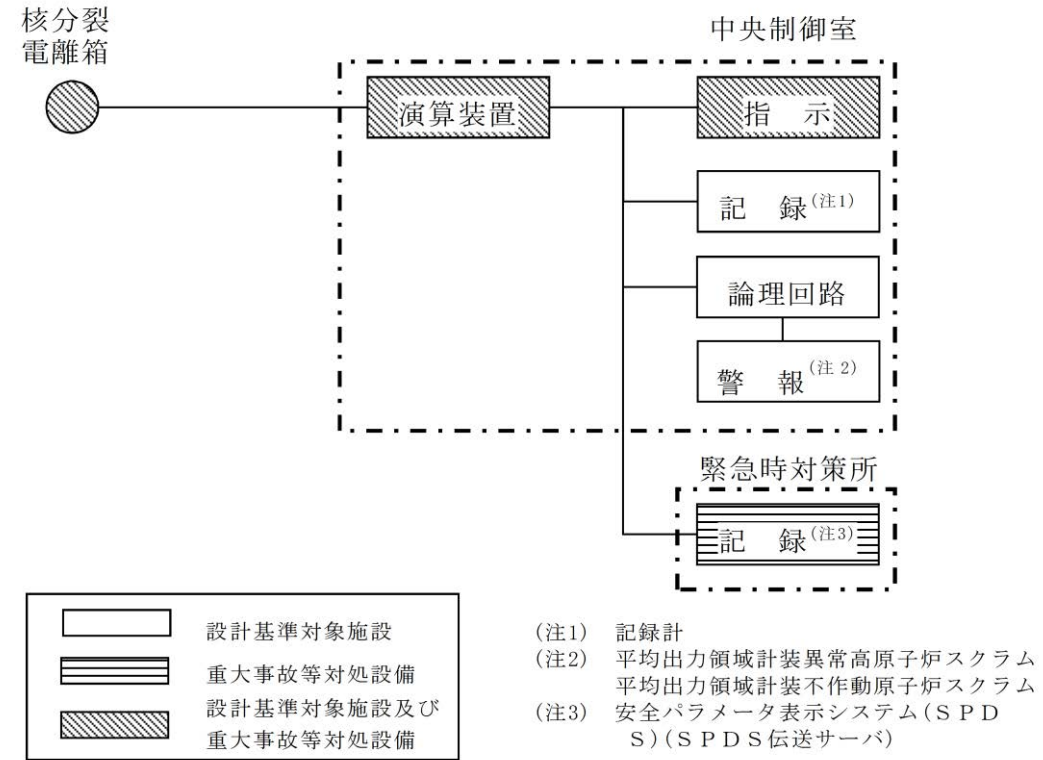 核分裂
電離箱
中央制御室
演算装置
指　示
記　録(注1)
論理回路
警　報(注 2)
緊急時対策所
記　録(注3)
設計基準対象施設
重大事故等対処設備
設計基準対象施設及び
重大事故等対処設備
(注1)　記録計
(注2)　平均出力領域計装異常高原子炉スクラム
平均出力領域計装不作動原子炉スクラム
(注3)　安全パラメータ表示システム(ＳＰＤ
Ｓ)(ＳＰＤＳ伝送サーバ)